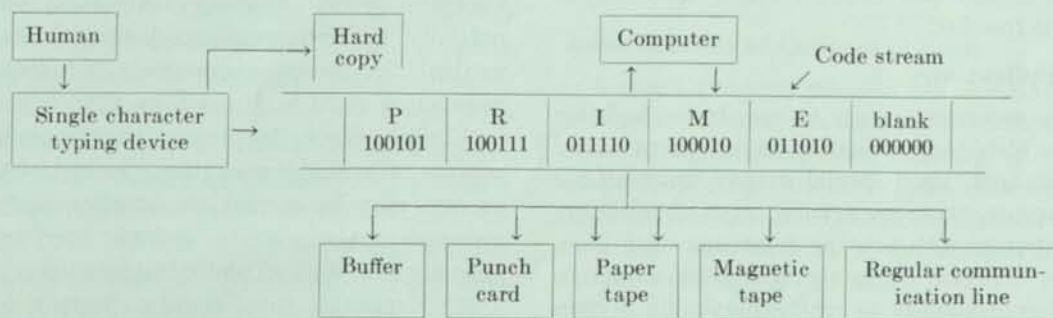 Human
Hard
copy
Computer
Code stream
Single character
typing device
P R I M E blank
100101 100111 011110 100010 011010 000000
Buffer
Punch
card
Paper
tape
Magnetic
tape
Regular commun-
ication line